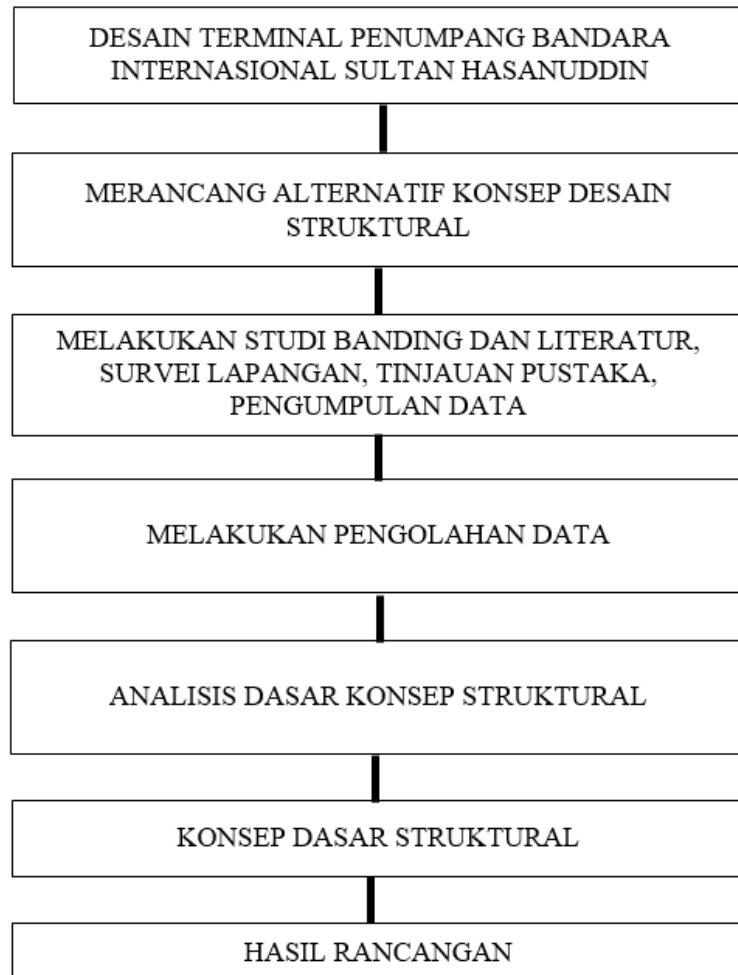 DESAIN TERMINAL PENUMPANG BANDARA
INTERNASIONAL SULTAN HASANUDDIN
MERANCANG ALTERNATIF KONSEP DESAIN
STRUKTURAL
MELAKUKAN STUDI BANDING DAN LITERATUR,
SURVEI LAPANGAN, TINJAUAN PUSTAKA,
PENGUMPULAN DATA
MELAKUKAN PENGOLAHAN DATA
ANALISIS DASAR KONSEP STRUKTURAL
KONSEP DASAR STRUKTURAL
HASIL RANCANGAN